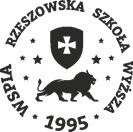 WSPiA RZESZOWSKA SZKOŁA WYŻSZA
• 1995 •